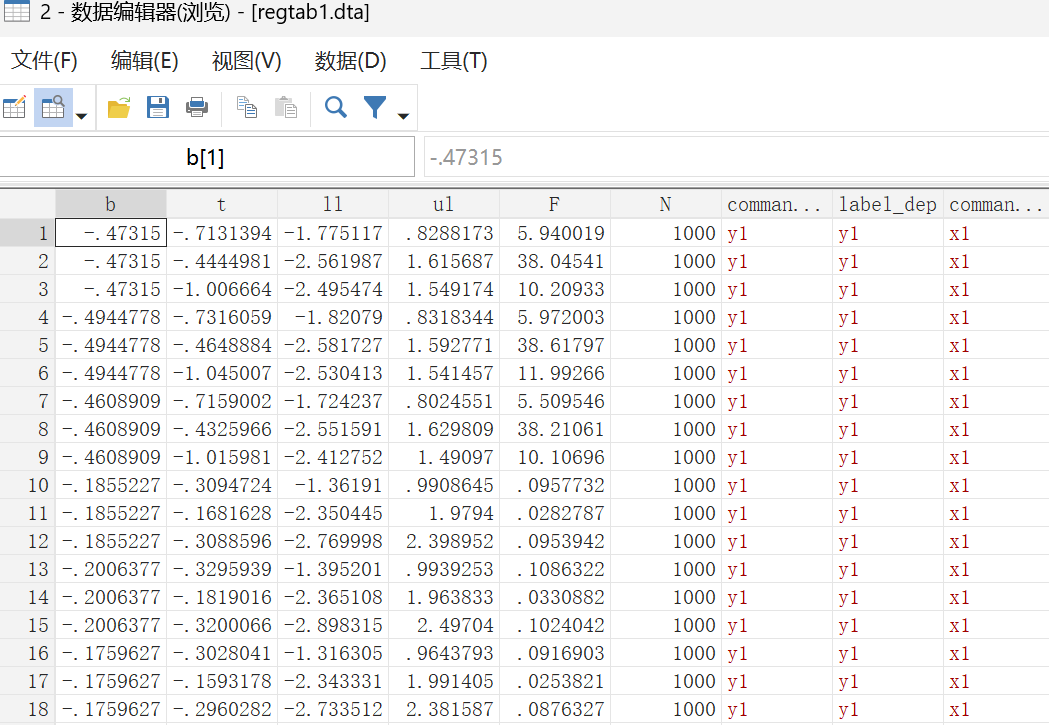 2 - 数据编辑器(浏览) - [regtab1.dta]
文件(F) 编辑(E) 视图(V) 数据(D) 工具(T)
b[1] -.47315
b t ll ul F N comman... label_dep comman...
1 -.47315 -.7131394 -1.775117 .8288173 5.940019 1000 y1 y1 x1
2 -.47315 -.4444981 -2.561987 1.615687 38.04541 1000 y1 y1 x1
3 -.47315 -1.006664 -2.495474 1.549174 10.20933 1000 y1 y1 x1
4 -.4944778 -.7316059 -1.82079 .8318344 5.972003 1000 y1 y1 x1
5 -.4944778 -.4648884 -2.581727 1.592771 38.61797 1000 y1 y1 x1
6 -.4944778 -1.045007 -2.530413 1.541457 11.99266 1000 y1 y1 x1
7 -.4608909 -.7159002 -1.724237 .8024551 5.509546 1000 y1 y1 x1
8 -.4608909 -.4325966 -2.551591 1.629809 38.21061 1000 y1 y1 x1
9 -.4608909 -1.015981 -2.412752 1.49097 10.10696 1000 y1 y1 x1
10 -.1855227 -.3094724 -1.36191 .9908645 .0957732 1000 y1 y1 x1
11 -.1855227 -.1681628 -2.350445 1.9794 .0282787 1000 y1 y1 x1
12 -.1855227 -.3088596 -2.769998 2.398952 .0953942 1000 y1 y1 x1
13 -.2006377 -.3295939 -1.395201 .9939253 .1086322 1000 y1 y1 x1
14 -.2006377 -.1819016 -2.365108 1.963833 .0330882 1000 y1 y1 x1
15 -.2006377 -.3200066 -2.898315 2.49704 .1024042 1000 y1 y1 x1
16 -.1759627 -.3028041 -1.316305 .9643793 .0916903 1000 y1 y1 x1
17 -.1759627 -.1593178 -2.343331 1.991405 .0253821 1000 y1 y1 x1
18 -.1759627 -.2960282 -2.733512 2.381587 .0876327 1000 y1 y1 x1